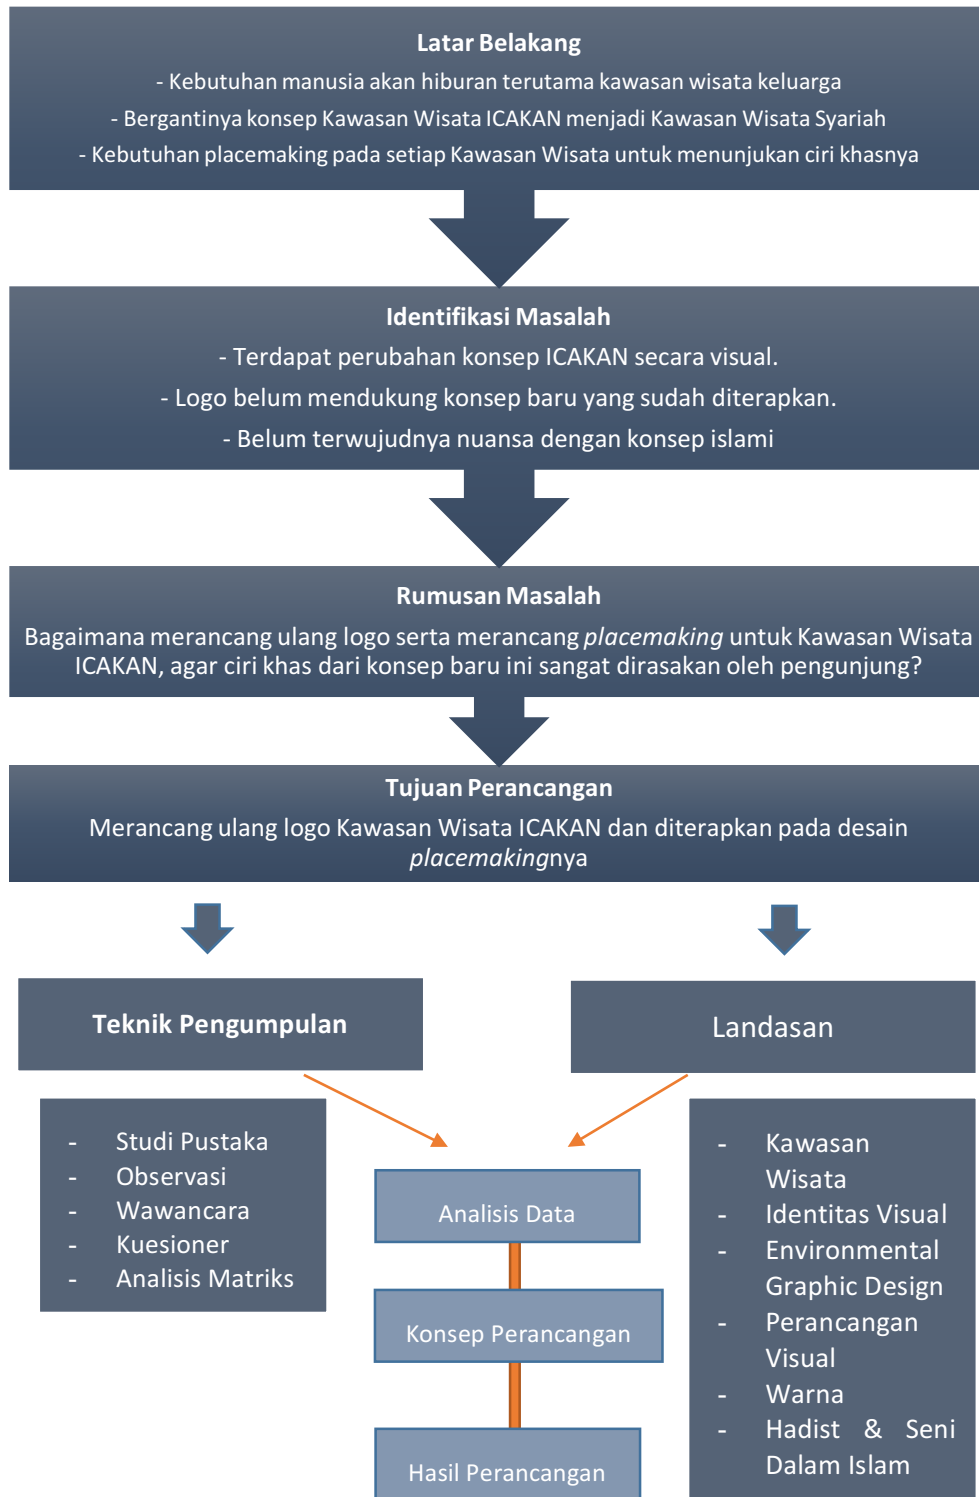 Latar Belakang
- Kebutuhan manusia akan hiburan terutama kawasan wisata keluarga
- Bergantinya konsep Kawasan Wisata ICAKAN menjadi Kawasan Wisata Syariah
- Kebutuhan placemaking pada setiap Kawasan Wisata untuk menunjukan ciri khasnya
Identifikasi Masalah
- Terdapat perubahan konsep ICAKAN secara visual.
- Logo belum mendukung konsep baru yang sudah diterapkan.
- Belum terwujudnya nuansa dengan konsep islami
Rumusan Masalah
Bagaimana merancang ulang logo serta merancang placemaking untuk Kawasan Wisata
ICAKAN, agar ciri khas dari konsep baru ini sangat dirasakan oleh pengunjung?
Tujuan Perancangan
Merancang ulang logo Kawasan Wisata ICAKAN dan diterapkan pada desain
placemakingnya
Teknik Pengumpulan
- Studi Pustaka
- Observasi
- Wawancara
- Kuesioner
- Analisis Matriks
Landasan
- Kawasan
Wisata
- Identitas Visual
- Environmental
Graphic Design
- Perancangan
Visual
- Warna
- Hadist & Seni
Dalam Islam
Analisis Data
Konsep Perancangan
Hasil Perancangan